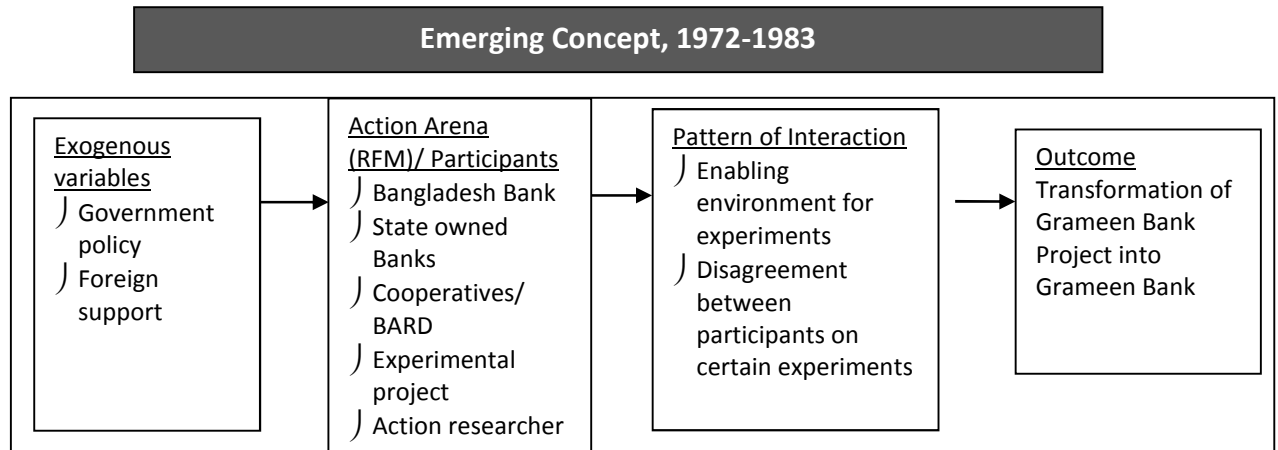 Emerging Concept, 1972-1983
Exogenous
variables
⌡ Government
policy
⌡ Foreign
support
Action Arena
(RFM)/ Participants
⌡ Bangladesh Bank
⌡ State owned
Banks
⌡ Cooperatives/
BARD
⌡ Experimental
project
⌡ Action researcher
Pattern of Interaction
⌡ Enabling
environment for
experiments
⌡ Disagreement
between
participants on
certain experiments
Outcome
Transformation of
Grameen Bank
Project into
Grameen Bank